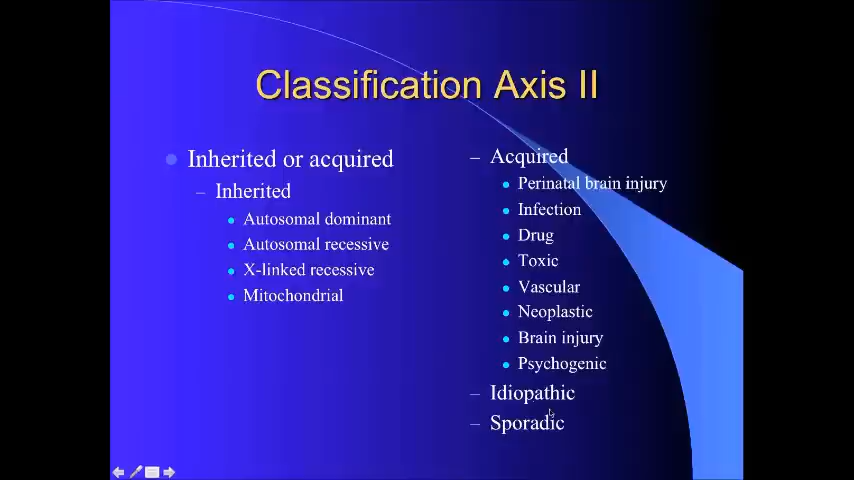 Classification Axis II
Inherited or acquired
– Inherited
Autosomal dominant
Autosomal recessive
X-linked recessive
Mitochondrial
– Acquired
Perinatal brain injury
Infection
Drug
Toxic
Vascular
Neoplastic
Brain injury
Psychogenic
– Idiopathic
– Sporadic